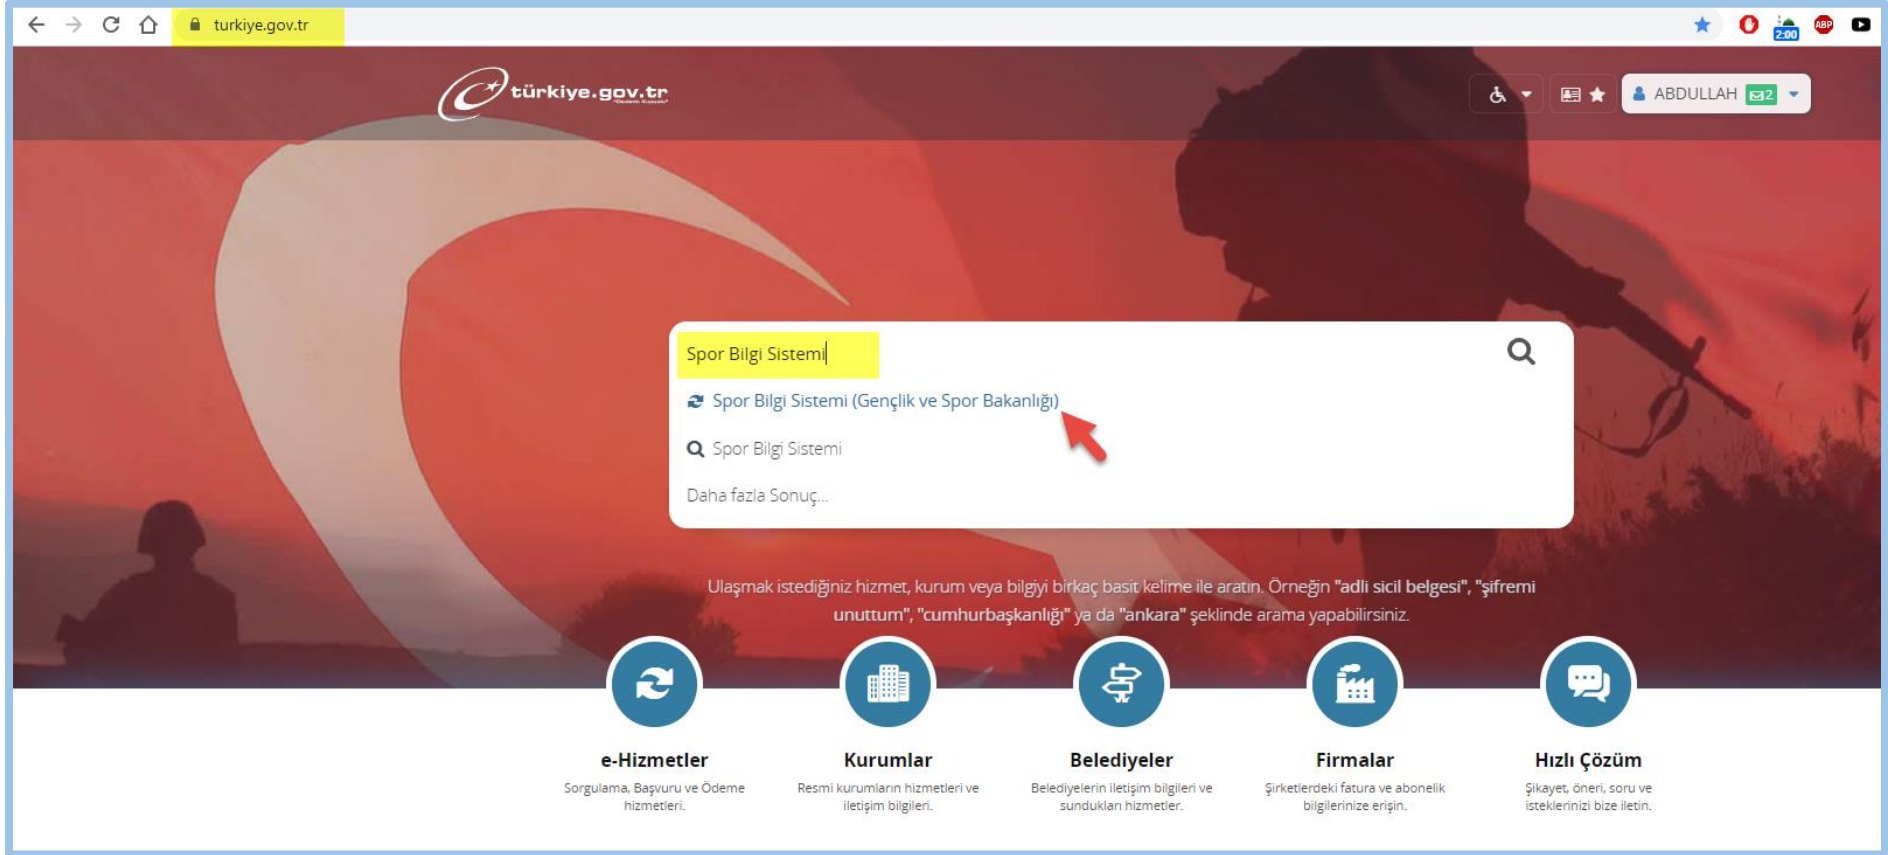 turkiye.gov.tr
2:00
ABP
türkiye.gov.tr
ABDULLAH 2
Spor Bilgi Sistemi
Spor Bilgi Sistemi (Gençlik ve Spor Bakanlığı)
Spor Bilgi Sistemi
Daha fazla Sonuç...
Ulaşmak istediğiniz hizmet, kurum veya bilgiyi birkaç basit kelime ile aratın. Örneğin "adli sicil belgesi", "şifremi
unuttum", "cumhurbaşkanlığı" ya da "ankara" şeklinde arama yapabilirsiniz.
e-Hizmetler
Sorgulama, Başvuru ve Ödeme
hizmetleri.
Kurumlar
Resmi kurumların hizmetleri ve
iletişim bilgileri.
Belediyeler
Belediyelerin iletişim bilgileri ve
sundukları hizmetler.
Firmalar
Şirketlerdeki fatura ve abonelik
bilgilerinize erişin.
Hızlı Çözüm
Şikayet, öneri, soru ve
isteklerinizi bize iletin.